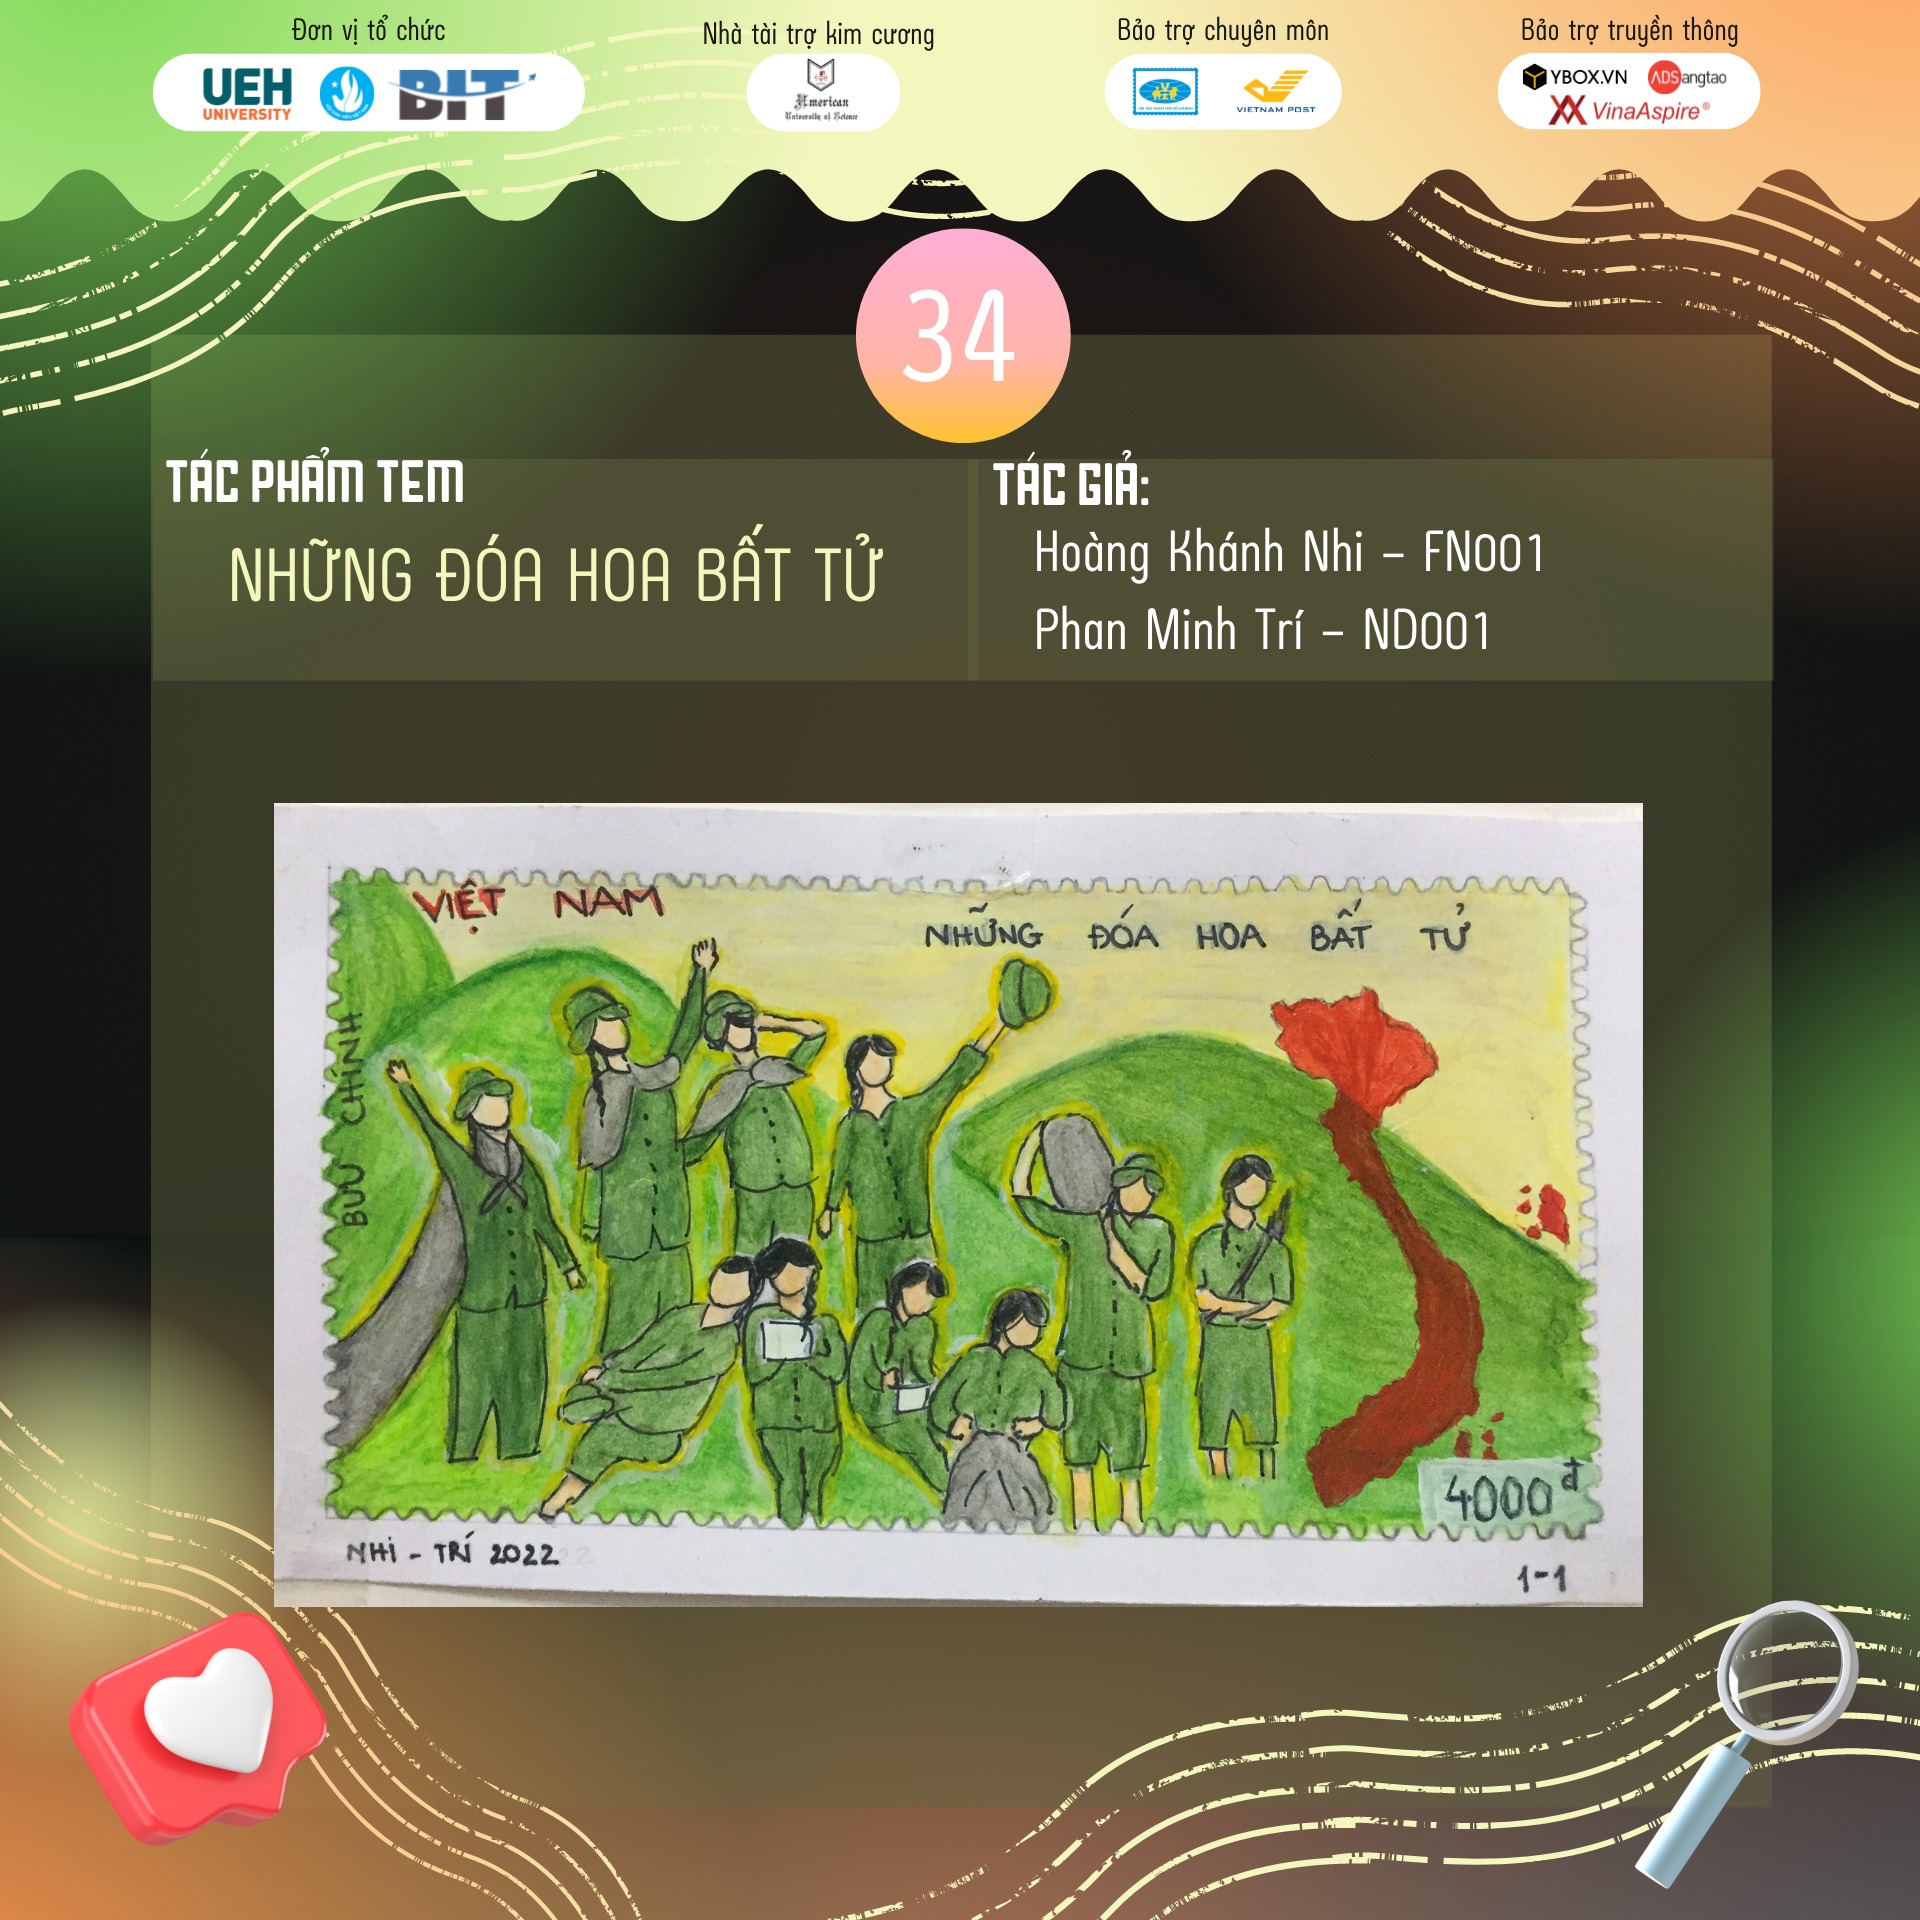 Đơn vị tổ chức
Nhà tài trợ kim cương
Bảo trợ chuyên môn
Bảo trợ truyền thông
UEH
UNIVERSITY
BIT
American
University of Science
VIETNAM POST
YBOX.VN
ADSangtao
VinaAspire®
34
TÁC PHẨM TEM
NHỮNG ĐÓA HOA BẤT TỬ
TÁC GIẢ:
Hoàng Khánh Nhi – FN001
Phan Minh Trí – ND001
VIỆT NAM
NHỮNG ĐÓA HOA BẤT TỬ
BƯU CHÍNH
4000đ
NHI - TRÍ 2022
1-1